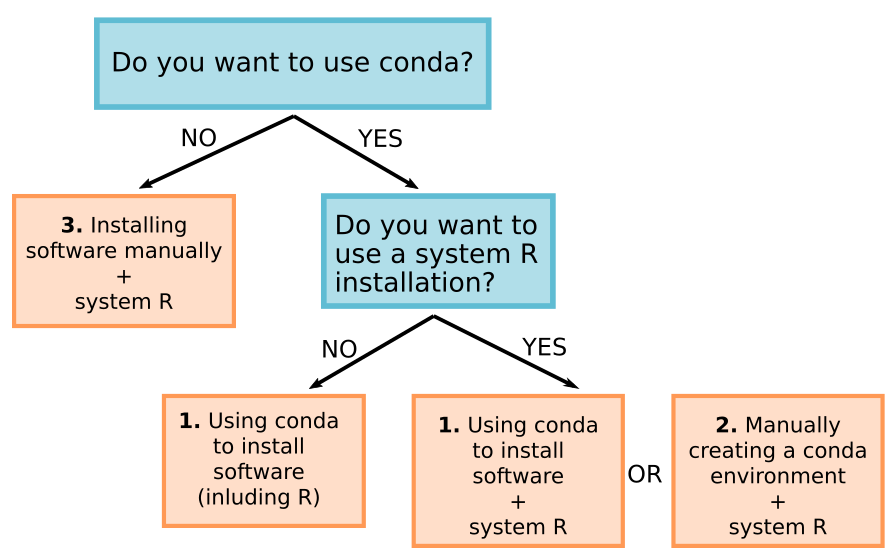 Do you want to use conda?
NO
YES
3. Installing
software manually
+
system R
Do you want to
use a system R
installation?
NO
YES
1. Using conda
to install
software
(inluding R)
1. Using conda
to install
software
+
system R
OR
2. Manually
creating a conda
environment
+
system R